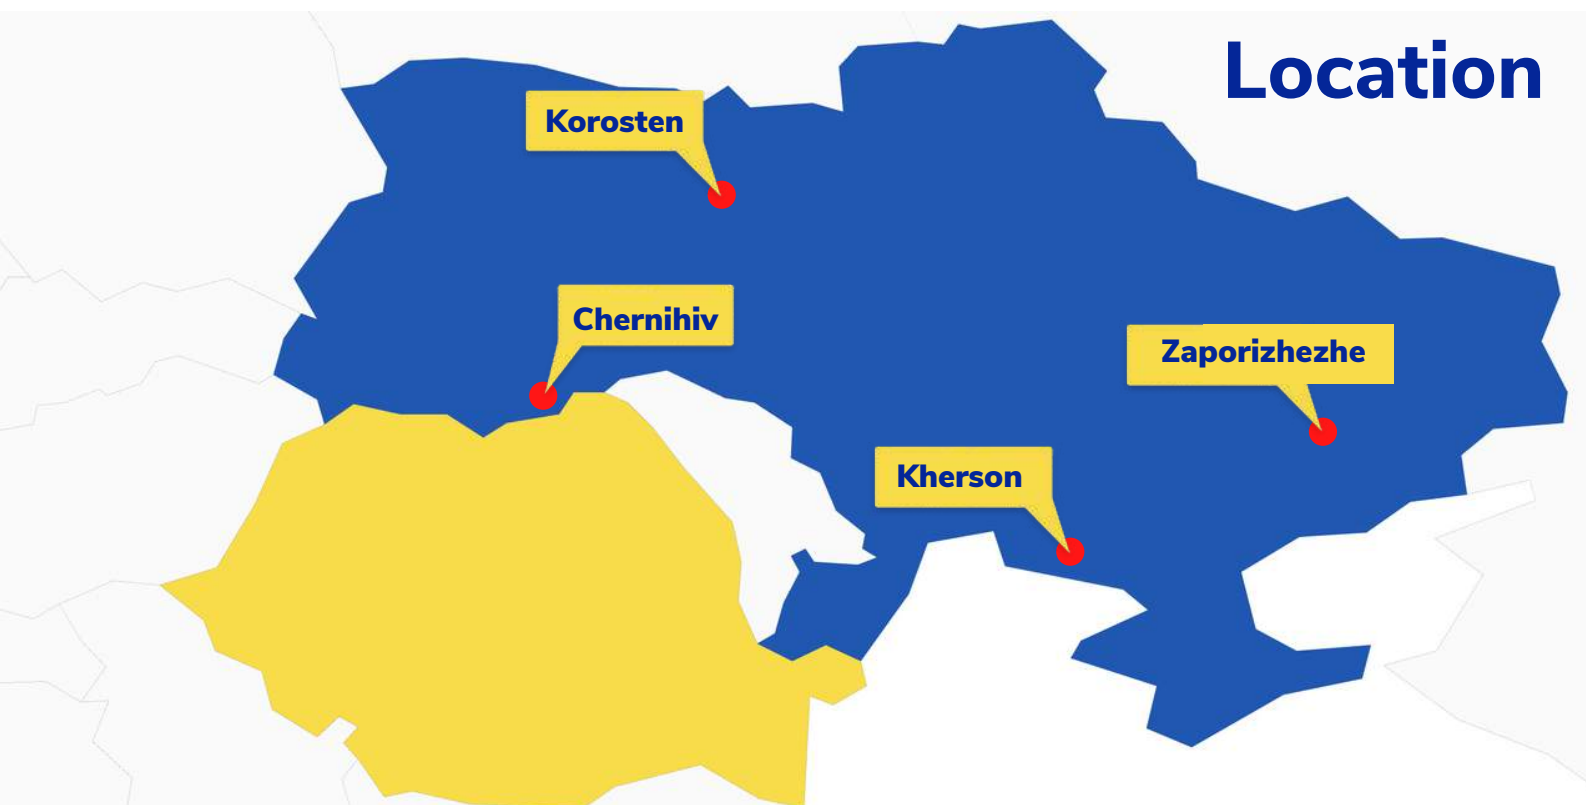 Location
Korosten
Chernihiv
Zaporizhezhe
Kherson